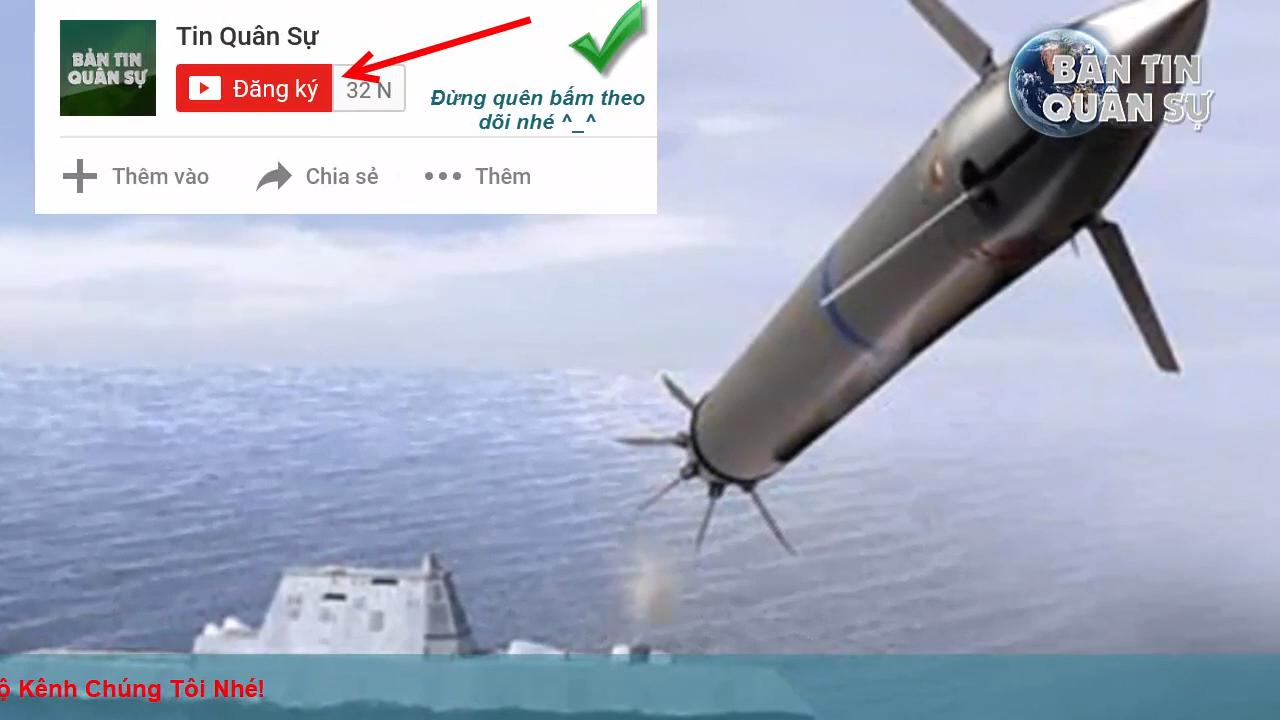 Tin Quân Sự
BẢN TIN
QUÂN SỰ
Đăng ký
32 N
Đừng quên bấm theo
dõi nhé ^_^
Thêm vào
Chia sẻ
Thêm
BẢN TIN
QUÂN SỰ
Kênh Chúng Tôi Nhé!